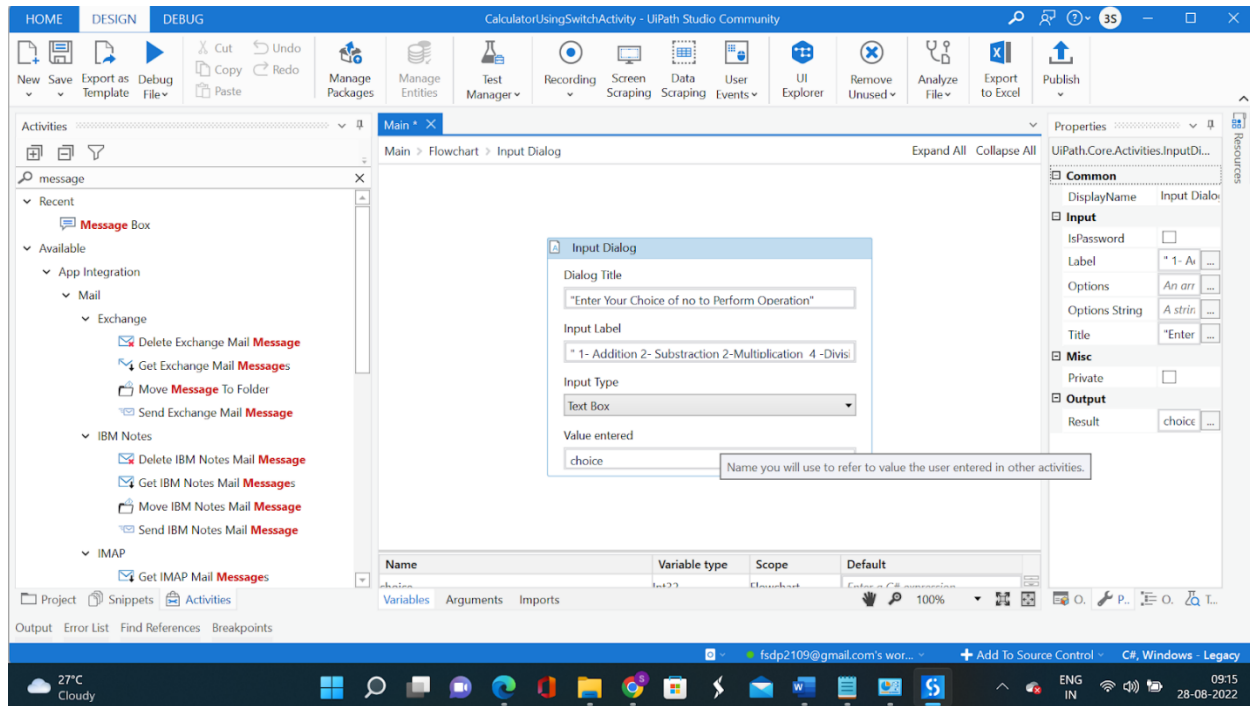 HOME DESIGN DEBUG CalculatorUsingSwitchActivity - UiPath Studio Community 3S
Cut Undo
Copy Redo
Paste
New Save Export as Template Debug File Manage Packages Manage Entities Test Manager Recording Screen Scraping Data Scraping User Events UI Explorer Remove Unused Analyze File Export to Excel Publish
Activities
message
Recent
Message Box
Available
App Integration
Mail
Exchange
Delete Exchange Mail Message
Get Exchange Mail Messages
Move Message To Folder
Send Exchange Mail Message
IBM Notes
Delete IBM Notes Mail Message
Get IBM Notes Mail Messages
Move IBM Notes Mail Message
Send IBM Notes Mail Message
IMAP
Get IMAP Mail Messages
Project Snippets Activities
Main *
Main > Flowchart > Input Dialog Expand All Collapse All
Input Dialog
Dialog Title
"Enter Your Choice of no to Perform Operation"
Input Label
" 1- Addition 2- Substraction 2-Multiplication 4 -Divisi
Input Type
Text Box
Value entered
choice
Name you will use to refer to value the user entered in other activities.
Name Variable type Scope Default
choice Int32 Flowchart Enter a C# expression
Variables Arguments Imports 100%
Properties
UiPath.Core.Activities.InputDi...
Common
DisplayName Input Dialo
Input
IsPassword
Label " 1- A ...
Options An arr ...
Options String A strin ...
Title "Enter ...
Misc
Private
Output
Result choice ...
O. P.. O. T...
Resources
Output Error List Find References Breakpoints
fsdp2109@gmail.com's wor... Add To Source Control C#, Windows - Legacy
27°C
Cloudy
5
ENG
IN
09:15
28-08-2022